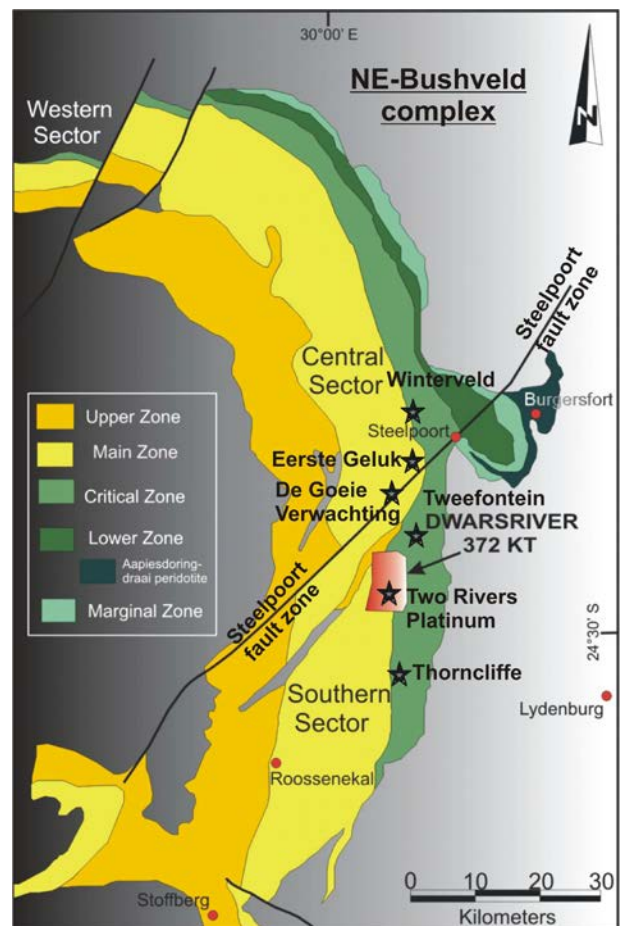 30°00' E
NE-Bushveld
complex
N
Western
Sector
Steelpoort
fault zone
Central
Sector
Winterveld
Burgersfort
Steelpoort
Upper Zone
Main Zone
Critical Zone
Lower Zone
Aapiesdoring-
draai peridotite
Marginal Zone
Eerste Geluk
De Goeie
Verwachting
Tweefontein
DWARSRIVER
372 KT
Steelpoort
fault zone
Two Rivers
Platinum
24°30' S
Thorncliffe
Southern
Sector
Lydenburg
Roossenekal
Stoffberg
0 10 20 30
Kilometers